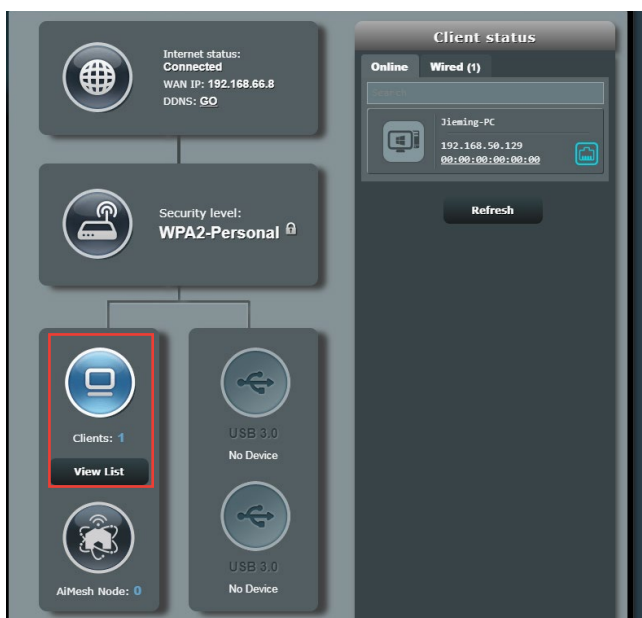 Internet status:
Connected
WAN IP: 192.168.66.8
DDNS: GO
Security level:
WPA2-Personal
Clients: 1
View List
AiMesh Node: 0
USB 3.0
No Device
USB 3.0
No Device
Client status
Online Wired (1)
Search
Jieming-PC
192.168.50.129
00:00:00:00:00:00
Refresh